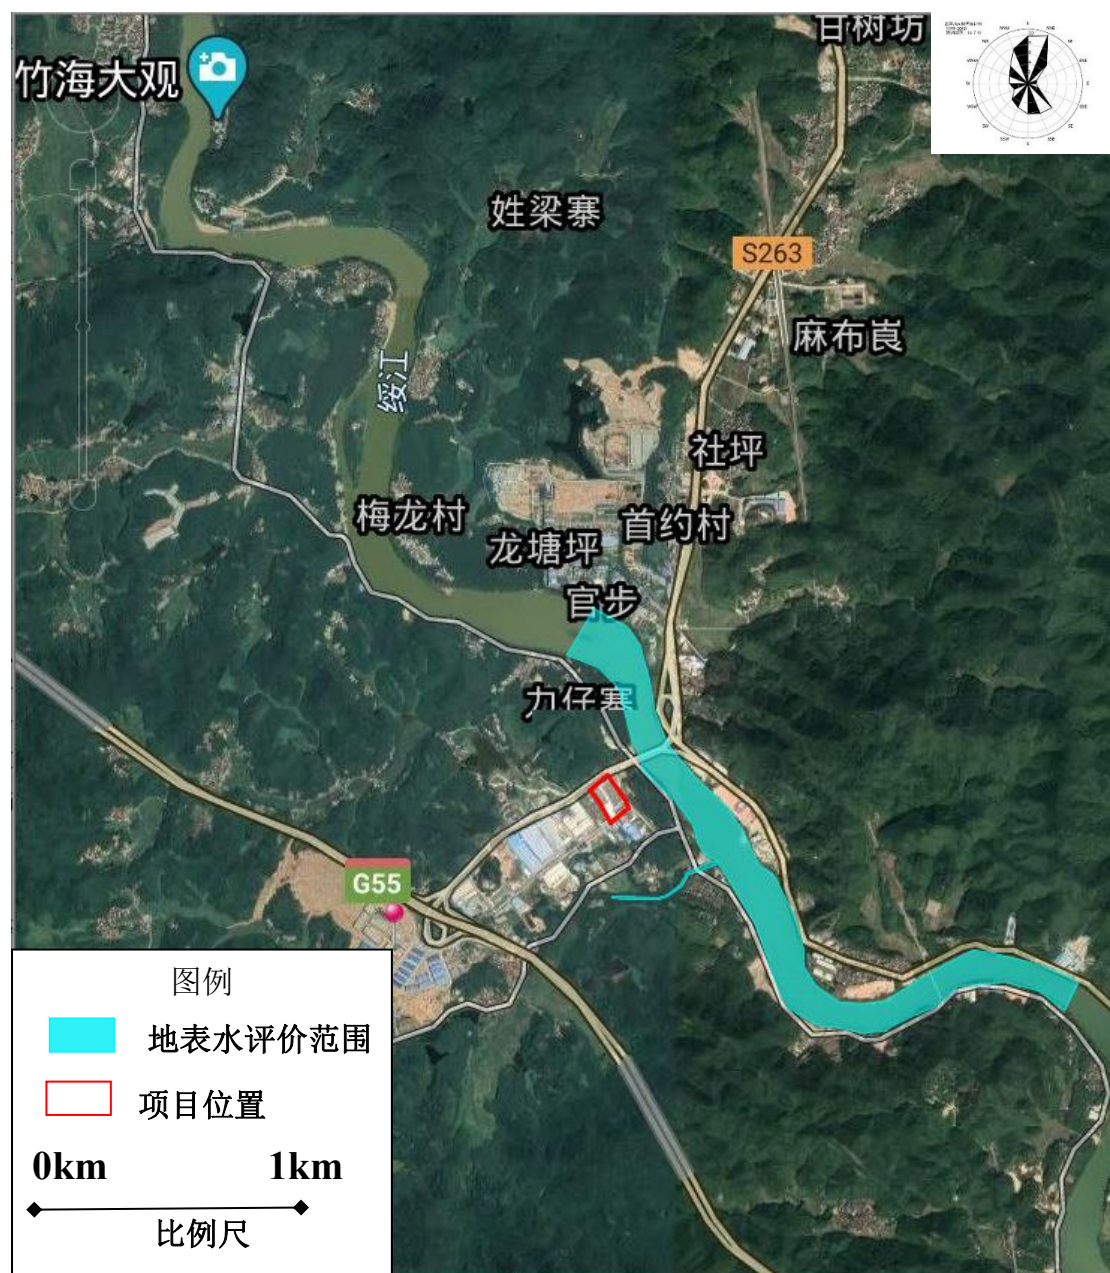 甘树坊
竹海大观
姓梁寨
S263
麻布崀
绥江
社坪
梅龙村
首约村
龙塘坪
官步
力仔寨
G55
图例
地表水评价范围
项目位置
0km 1km
比例尺